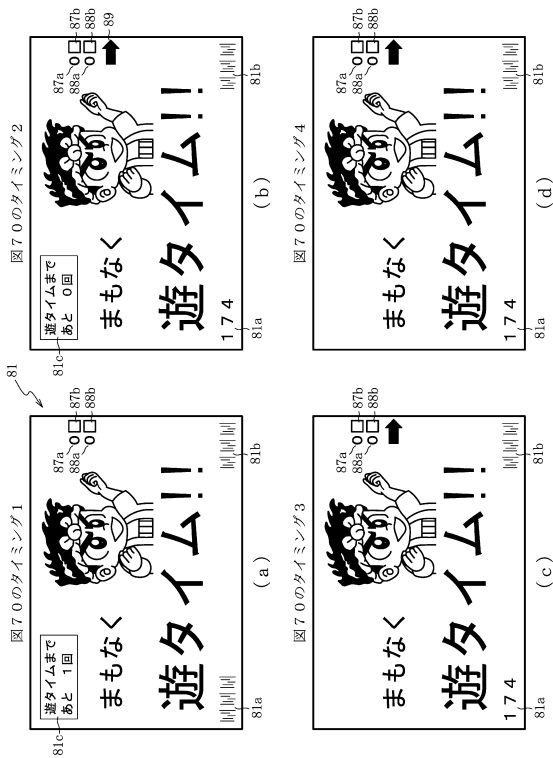 81
図70のタイミング1
遊タイムまで
あと 1回
81c
まもなく
遊タイム!!
87a
87b
88a
88b
81a
81b
(a)
図70のタイミング2
遊タイムまで
あと 0回
81c
まもなく
遊タイム!!
174
87a
87b
88a
88b
89
81a
81b
(b)
図70のタイミング3
まもなく
遊タイム!!
174
87a
87b
88a
88b
81a
81b
(c)
図70のタイミング4
まもなく
遊タイム!!
174
87a
87b
88a
88b
81a
81b
(d)